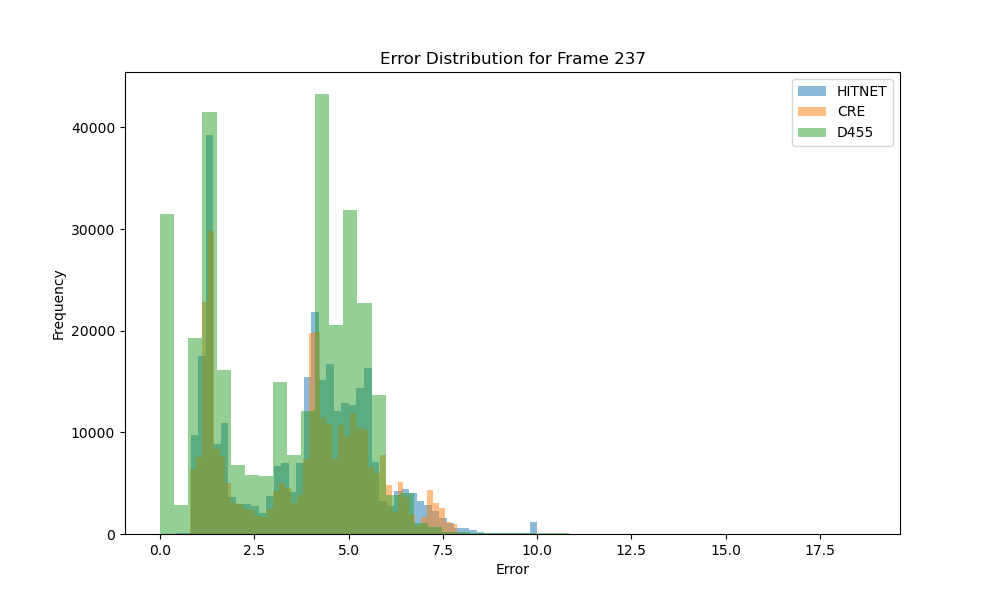 Error Distribution for Frame 237
HITNET
CRE
D455
Frequency
40000
30000
20000
10000
0
0.0 2.5 5.0 7.5 10.0 12.5 15.0 17.5
Error